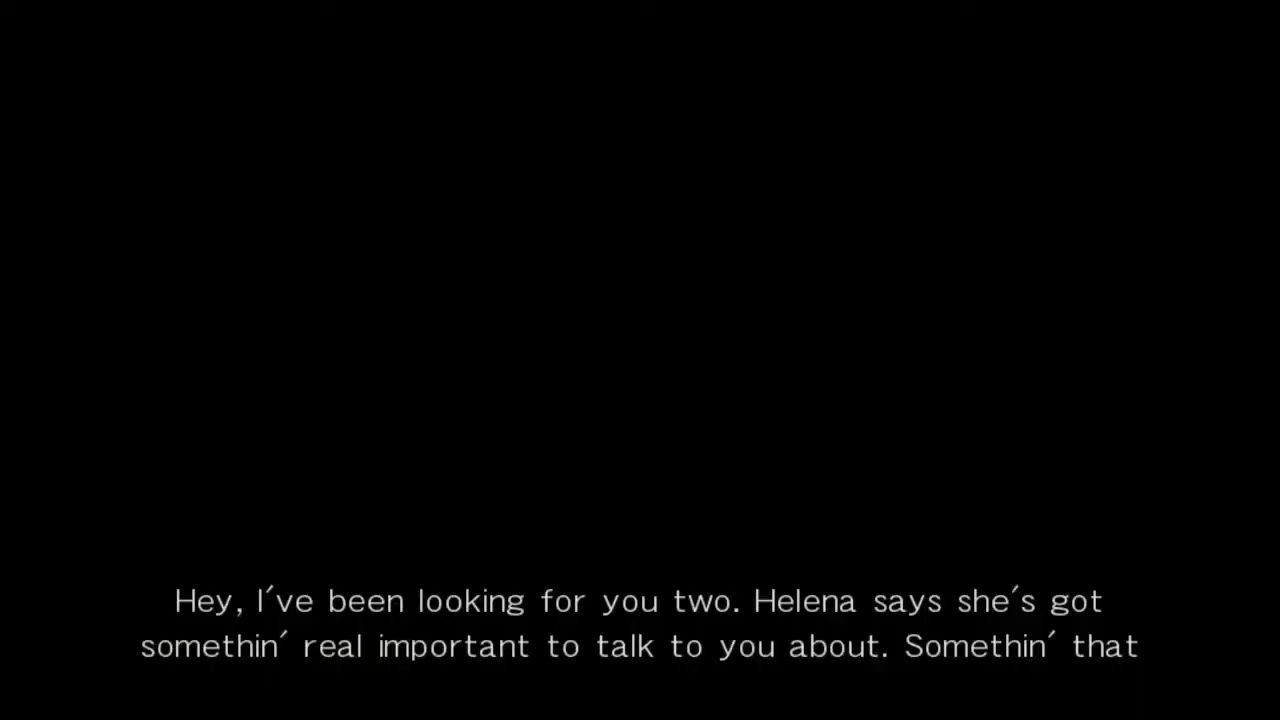 Hey, I've been looking for you two. Helena says she's got
somethin' real important to talk to you about. Somethin' that